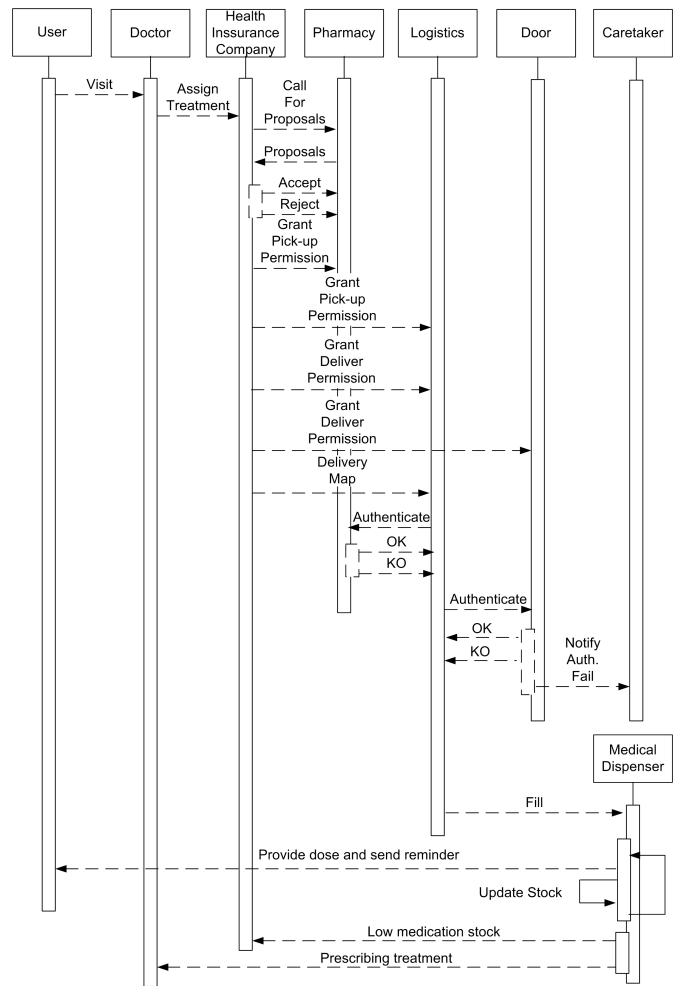 User
Doctor
Health
Inssurance
Company
Pharmacy
Logistics
Door
Caretaker
Visit
Assign
Treatment
Call
For
Proposals
Proposals
Accept
Reject
Grant
Pick-up
Permission
Grant
Pick-up
Permission
Grant
Deliver
Permission
Grant
Deliver
Permission
Delivery
Map
Authenticate
OK
KO
Authenticate
OK
KO
Notify
Auth.
Fail
Medical
Dispenser
Fill
Provide dose and send reminder
Update Stock
Low medication stock
Prescribing treatment